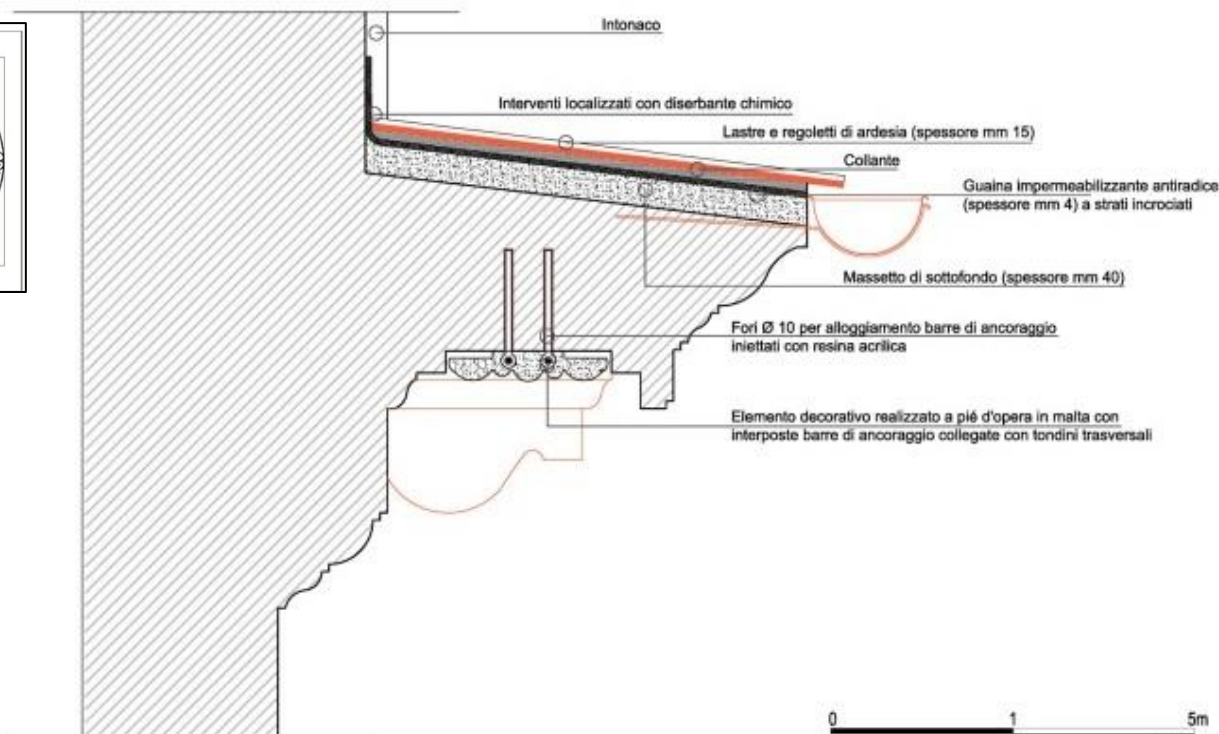 Intonaco
Interventi localizzati con diserbante chimico
Lastre e regoletti di ardesia (spessore mm 15)
Collante
Guaina impermeabilizzante antiradice
(spessore mm 4) a strati incrociati
Massetto di sottofondo (spessore mm 40)
Fori Ø 10 per alloggiamento barre di ancoraggio
iniettati con resina acrilica
Elemento decorativo realizzato a pié d'opera in malta con
interposte barre di ancoraggio collegate con tondini trasversali
0 1 5m